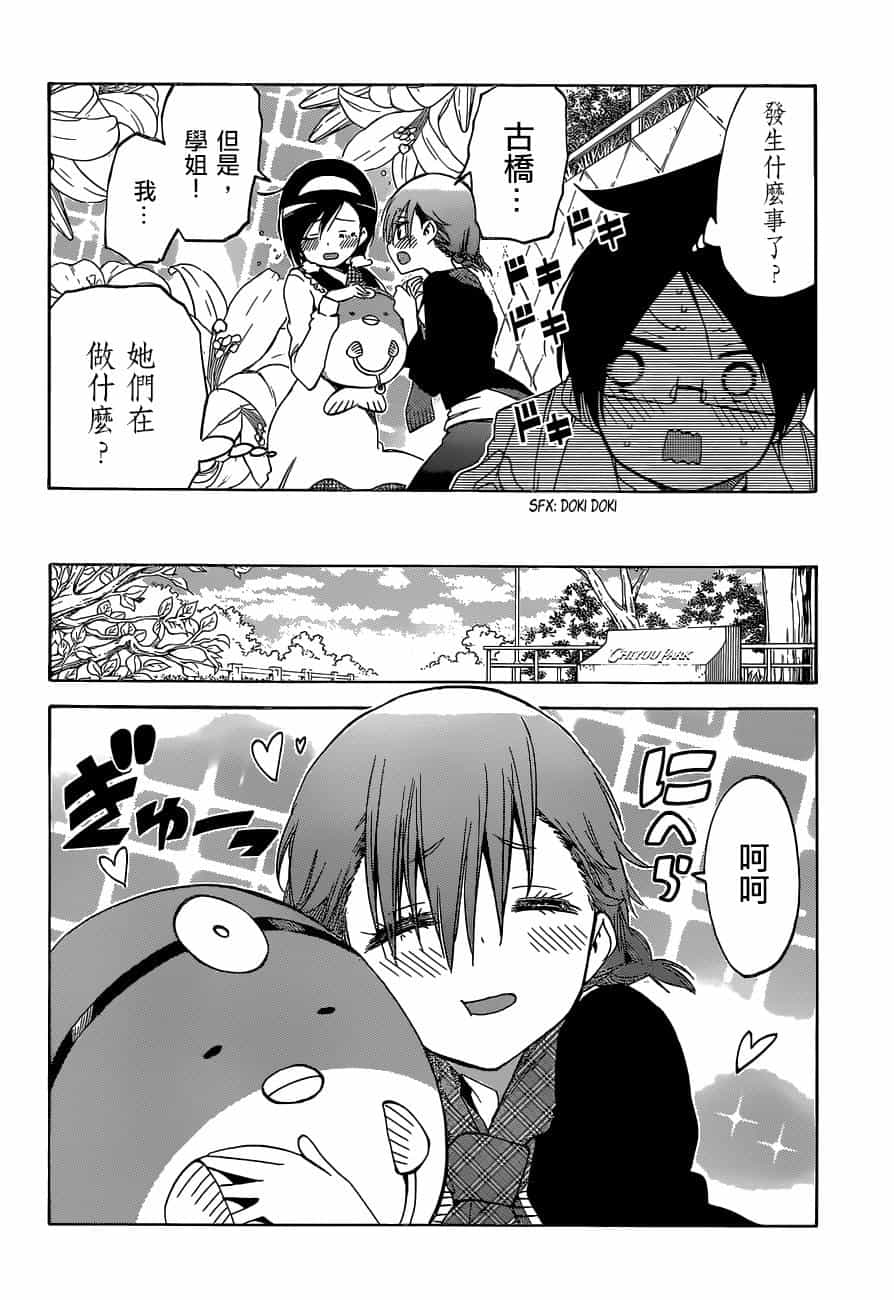 發生什麼事了?
古橋…
但是，
學姐！
我…
她們在
做什麼？
ドキ
ドキ
ドキ
ドキ
SFX: DOKI DOKI
CHEYUU PARK
にへら
呵呵
ぎゅーっ